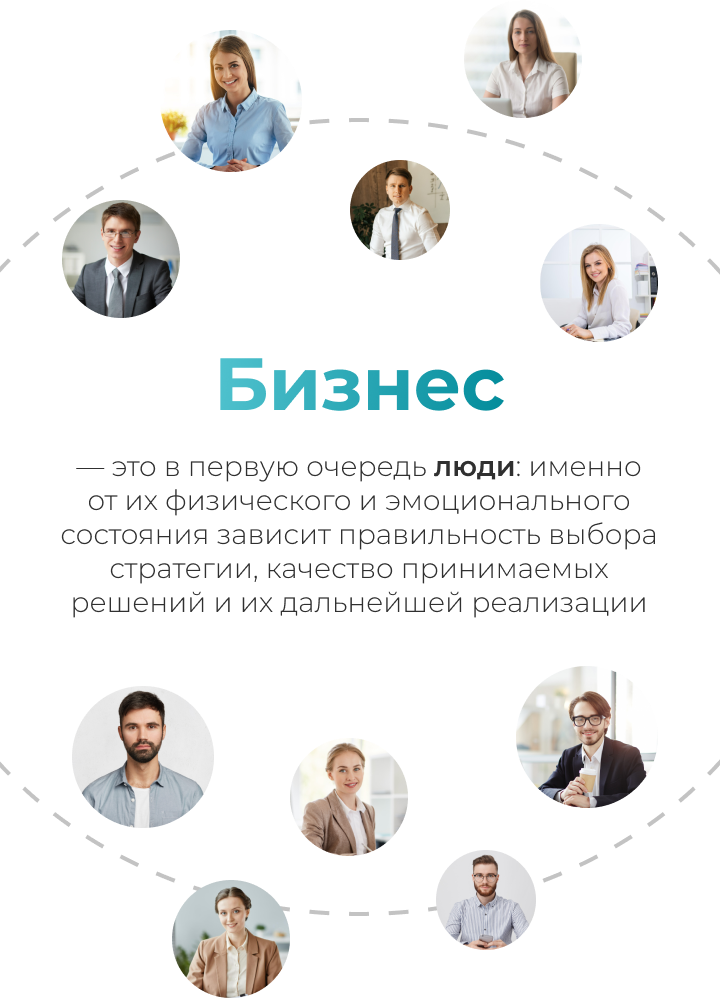 Бизнес
— это в первую очередь люди: именно
от их физического и эмоционального
состояния зависит правильность выбора
стратегии, качество принимаемых
решений и их дальнейшей реализации